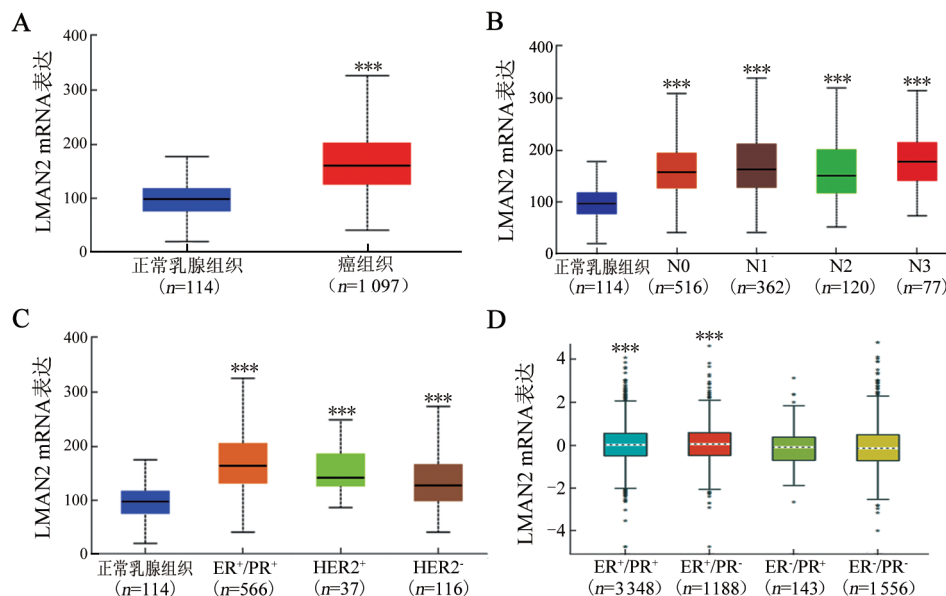 A
LMAN2 mRNA表达
400
300
200
100
0
***
正常乳腺组织
癌组织
(n=114)
(n=1 097)
B
LMAN2 mRNA表达
400
300
200
100
0
***
***
***
***
正常乳腺组织
N0
N1
N2
N3
(n=114)
(n=516)
(n=362)
(n=120)
(n=77)
C
LMAN2 mRNA表达
400
300
200
100
0
***
***
***
正常乳腺组织
ER⁺/PR⁺
HER2⁺
HER2⁻
(n=114)
(n=566)
(n=37)
(n=116)
D
LMAN2 mRNA表达
4
2
0
−2
−4
***
***
ER⁺/PR⁺
ER⁺/PR⁻
ER⁻/PR⁺
ER⁻/PR⁻
(n=3 348)
(n=1188)
(n=143)
(n=1 556)